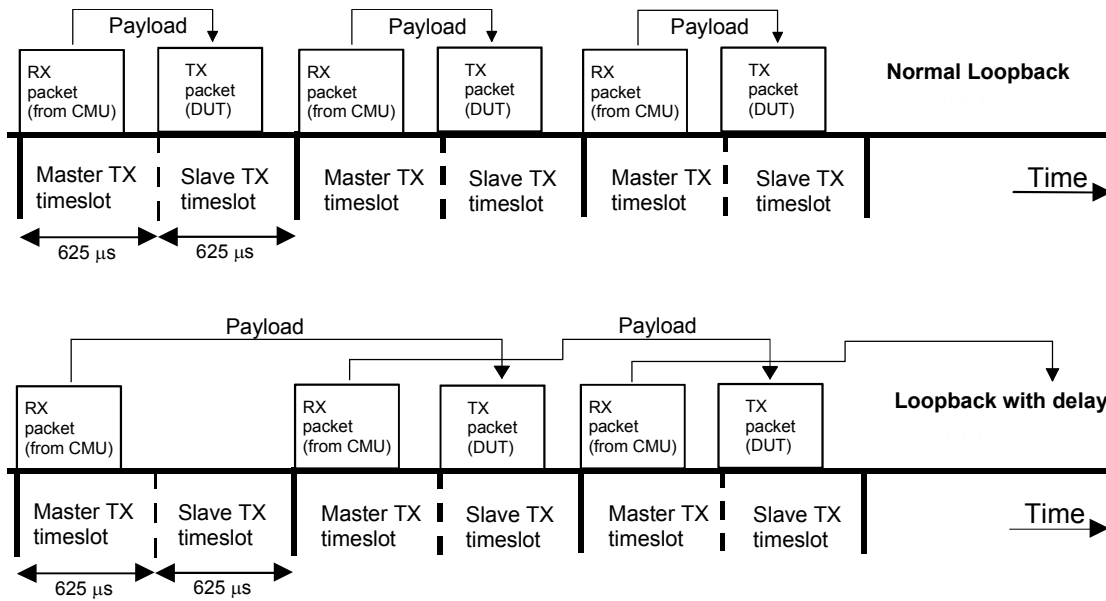 Payload
Payload
Payload
RX
packet
(from CMU)
TX
packet
(DUT)
RX
packet
(from CMU)
TX
packet
(DUT)
RX
packet
(from CMU)
TX
packet
(DUT)
Normal Loopback
Master TX
timeslot
Slave TX
timeslot
Master TX
timeslot
Slave TX
timeslot
Master TX
timeslot
Slave TX
timeslot
Time
625 μs
625 μs
Payload
Payload
RX
packet
(from CMU)
RX
packet
(from CMU)
TX
packet
(DUT)
RX
packet
(from CMU)
TX
packet
(DUT)
Loopback with delay
Master TX
timeslot
Slave TX
timeslot
Master TX
timeslot
Slave TX
timeslot
Master TX
timeslot
Slave TX
timeslot
Time
625 μs
625 μs